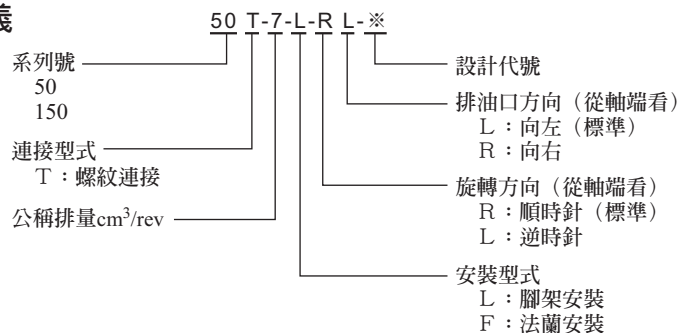 義
50 T-7-L-R L-※
系列號
50
150
連接型式
T：螺紋連接
公稱排量cm³/rev
設計代號
排油口方向（從軸端看）
L：向左（標準）
R：向右
旋轉方向（從軸端看）
R：順時針（標準）
L：逆時針
安裝型式
L：腳架安裝
F：法蘭安裝